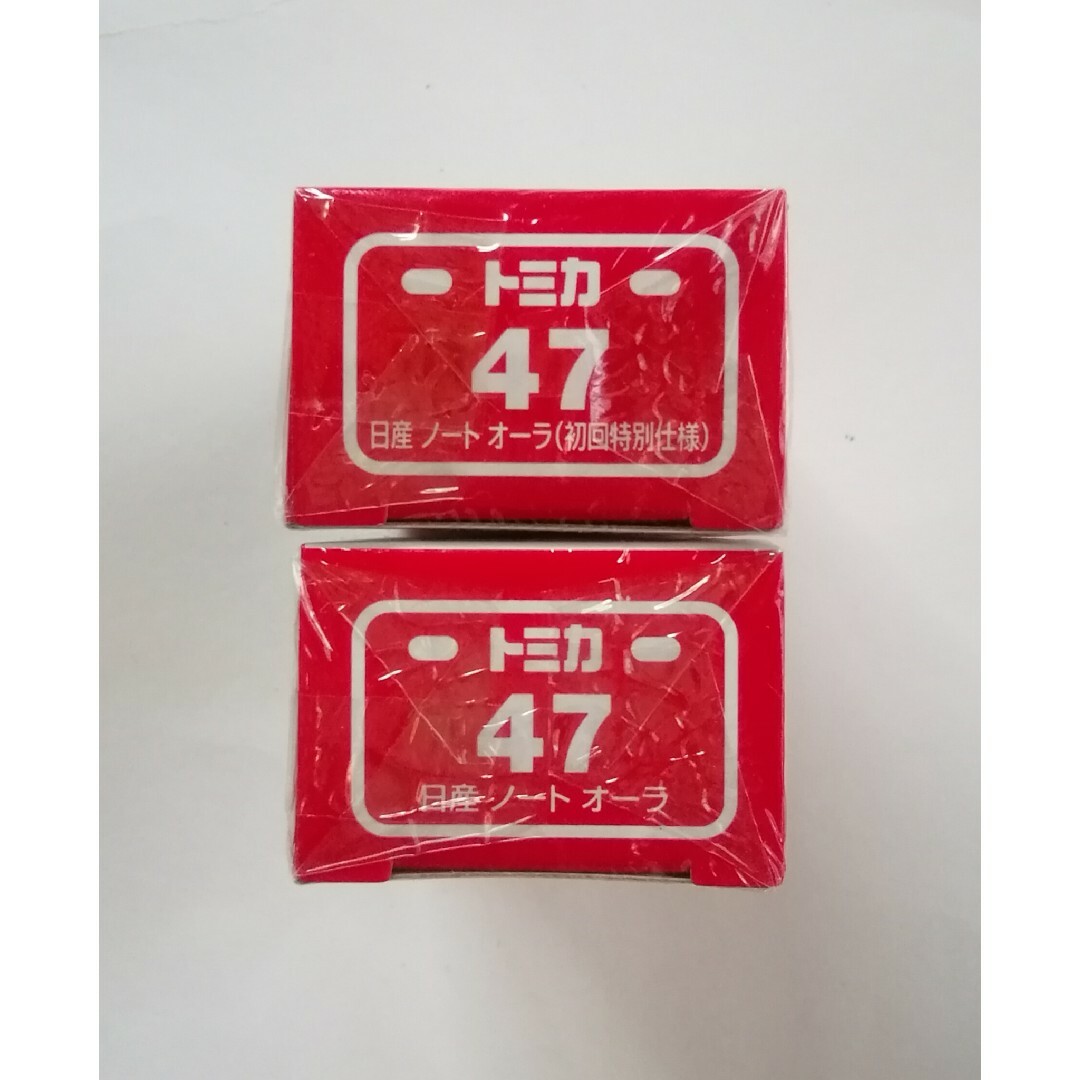 トミカ
47
日産 ノート オーラ(初回特別仕様)
トミカ
47
日産 ノート オーラ